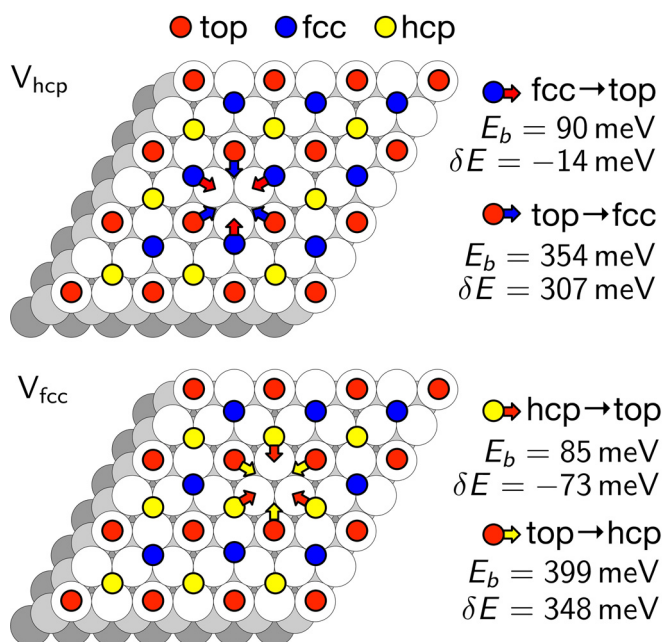 top fcc hcp
V_hcp
fcc→top
E_b = 90 meV
δE = −14 meV
top→fcc
E_b = 354 meV
δE = 307 meV
V_fcc
hcp→top
E_b = 85 meV
δE = −73 meV
top→hcp
E_b = 399 meV
δE = 348 meV